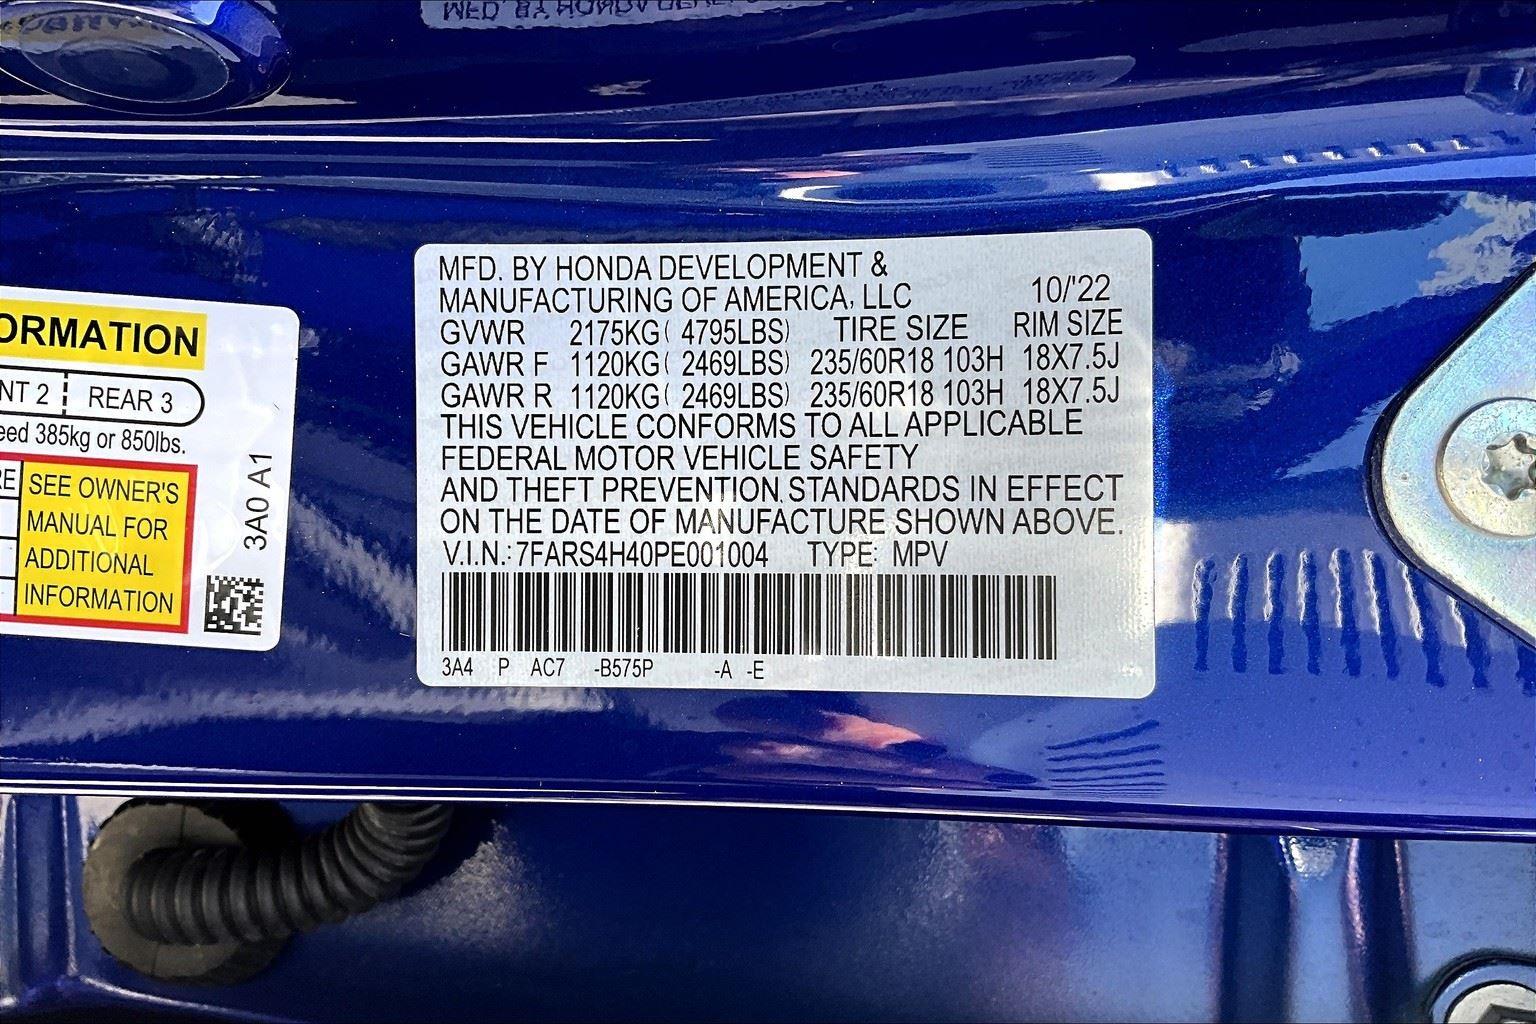 MFD. BY HONDA DEVELOPMENT &
MANUFACTURING OF AMERICA, LLC 10/'22
GVWR 2175KG( 4795LBS) TIRE SIZE RIM SIZE
GAWR F 1120KG( 2469LBS) 235/60R18 103H 18X7.5J
GAWR R 1120KG( 2469LBS) 235/60R18 103H 18X7.5J
THIS VEHICLE CONFORMS TO ALL APPLICABLE
FEDERAL MOTOR VEHICLE SAFETY
AND THEFT PREVENTION STANDARDS IN EFFECT
ON THE DATE OF MANUFACTURE SHOWN ABOVE.
V.I.N.: 7FARS4H40PE001004 TYPE: MPV
3A4 P AC7 -B575P -A -E
ORMATION
NT 2 REAR 3
eed 385kg or 850lbs.
RE
SEE OWNER'S
MANUAL FOR
ADDITIONAL
INFORMATION
3A0 A1